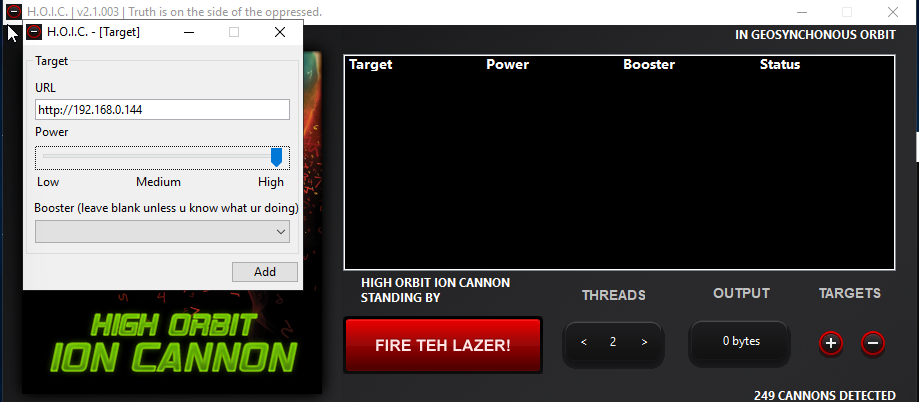 H.O.I.C. | v2.1.003 | Truth is on the side of the oppressed.
H.O.I.C. - [Target]
Target
URL
http://192.168.0.144
Power
Low Medium High
Booster (leave blank unless u know what ur doing)
Add
HIGH ORBIT
ION CANNON
IN GEOSYNCHONOUS ORBIT
Target Power Booster Status
HIGH ORBIT ION CANNON
STANDING BY
FIRE TEH LAZER!
THREADS
< 2 >
OUTPUT
0 bytes
TARGETS
+ −
249 CANNONS DETECTED